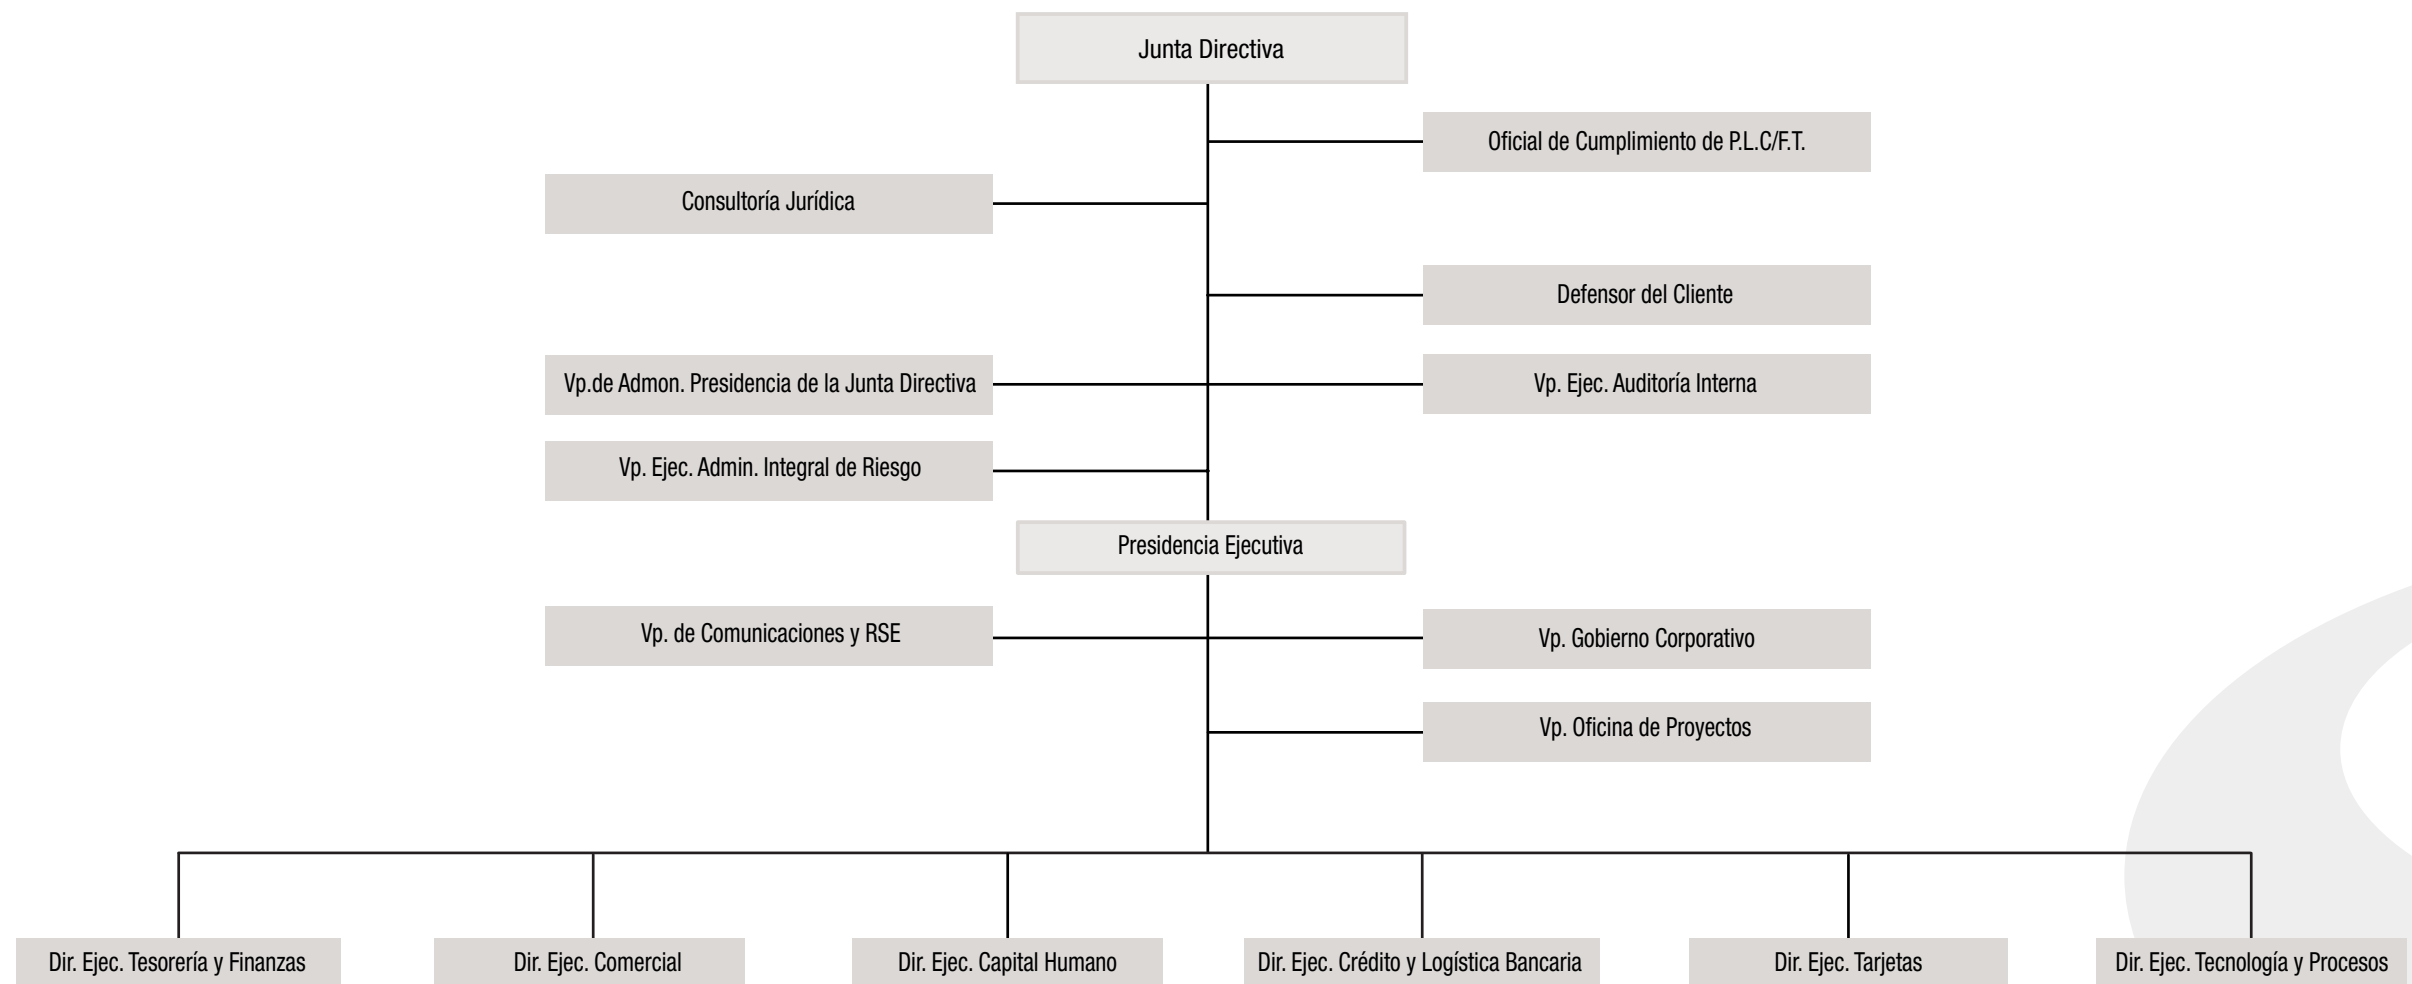 Junta Directiva
Oficial de Cumplimiento de P.L.C/F.T.
Consultoría Jurídica
Defensor del Cliente
Vp.de Admon. Presidencia de la Junta Directiva
Vp. Ejec. Auditoría Interna
Vp. Ejec. Admin. Integral de Riesgo
Presidencia Ejecutiva
Vp. de Comunicaciones y RSE
Vp. Gobierno Corporativo
Vp. Oficina de Proyectos
Dir. Ejec. Tesorería y Finanzas
Dir. Ejec. Comercial
Dir. Ejec. Capital Humano
Dir. Ejec. Crédito y Logística Bancaria
Dir. Ejec. Tarjetas
Dir. Ejec. Tecnología y Procesos